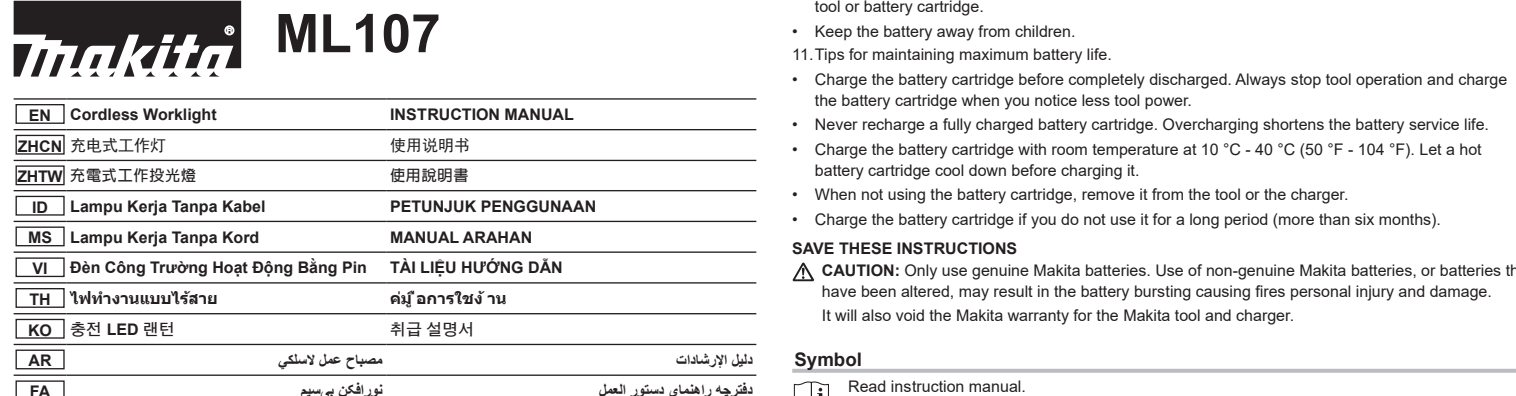 makita® ML107
EN Cordless Worklight INSTRUCTION MANUAL
ZHCN 充电式工作灯 使用说明书
ZHTW 充電式工作投光燈 使用說明書
ID Lampu Kerja Tanpa Kabel PETUNJUK PENGGUNAAN
MS Lampu Kerja Tanpa Kord MANUAL ARAHAN
VI Đèn Công Trường Hoạt Động Bằng Pin TÀI LIỆU HƯỚNG DẪN
TH ไฟทำงานแบบไร้สาย คู่มือการใช้งาน
KO 충전 LED 랜턴 취급 설명서
AR مصباح عمل لاسلكي دليل الإرشادات
FA نورافکن بی‌سیم دفترچه راهنمای دستور العمل
tool or battery cartridge.
• Keep the battery away from children.
11.Tips for maintaining maximum battery life.
• Charge the battery cartridge before completely discharged. Always stop tool operation and charge
the battery cartridge when you notice less tool power.
• Never recharge a fully charged battery cartridge. Overcharging shortens the battery service life.
• Charge the battery cartridge with room temperature at 10 °C - 40 °C (50 °F - 104 °F). Let a hot
battery cartridge cool down before charging it.
• When not using the battery cartridge, remove it from the tool or the charger.
• Charge the battery cartridge if you do not use it for a long period (more than six months).
SAVE THESE INSTRUCTIONS
CAUTION: Only use genuine Makita batteries. Use of non-genuine Makita batteries, or batteries th
have been altered, may result in the battery bursting causing fires personal injury and damage.
It will also void the Makita warranty for the Makita tool and charger.
Symbol
Read instruction manual.